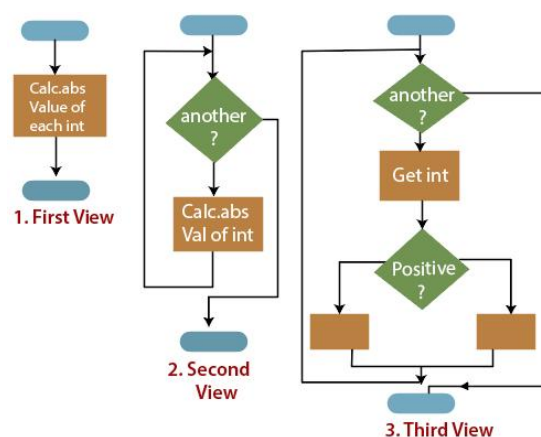 Calc.abs
Value of
each int
1. First View
another
?
Calc.abs
Val of int
2. Second
View
another
?
Get int
Positive
?
3. Third View